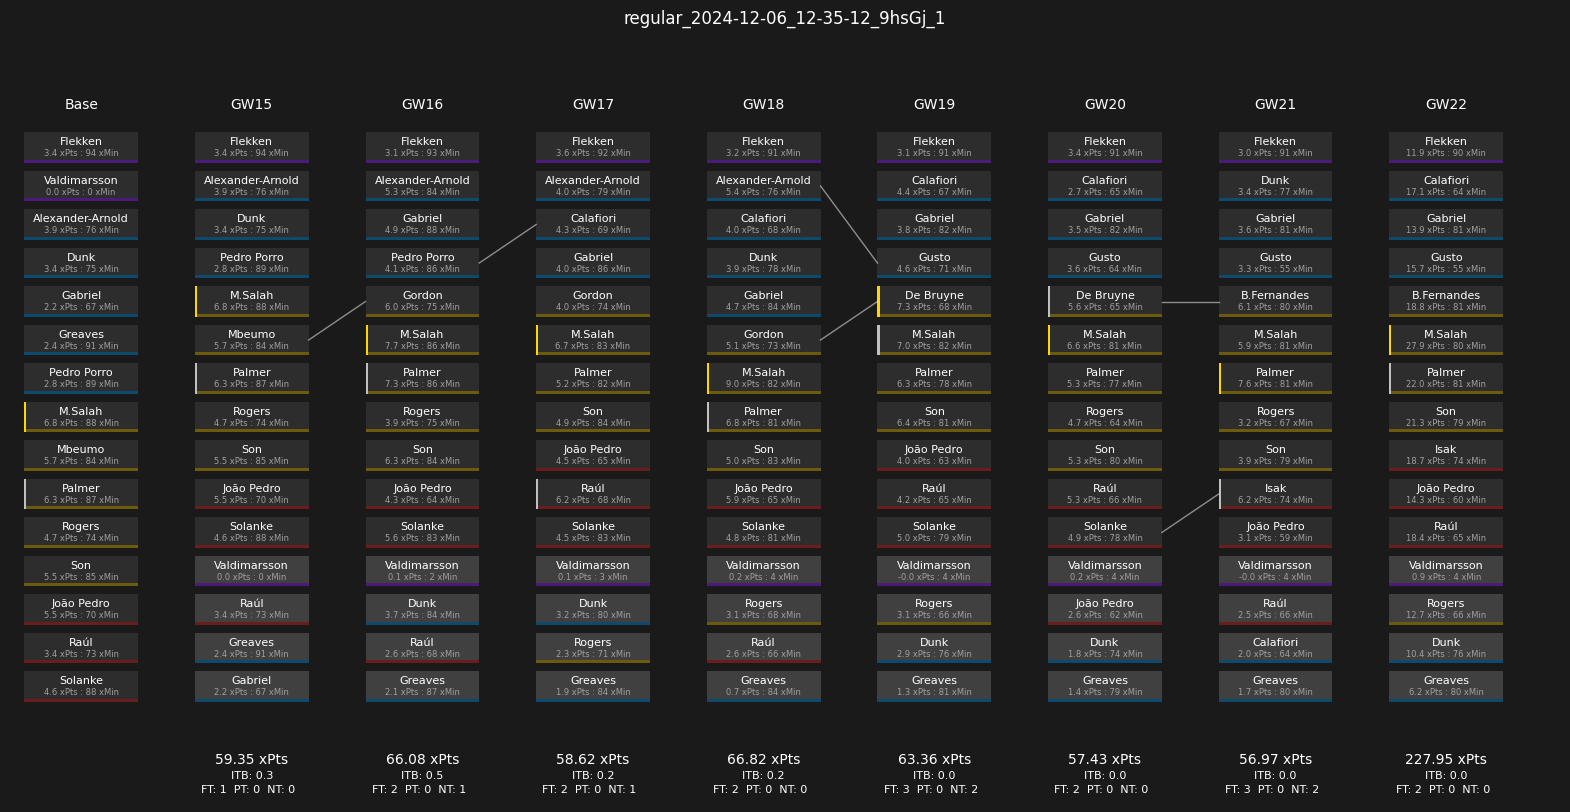 regular_2024-12-06_12-35-12_9hsGj_1
Base
Flekken
3.4 xPts : 94 xMin
Valdimarsson
0.0 xPts : 0 xMin
Alexander-Arnold
3.9 xPts : 76 xMin
Dunk
3.4 xPts : 75 xMin
Gabriel
2.2 xPts : 67 xMin
Greaves
2.4 xPts : 91 xMin
Pedro Porro
2.8 xPts : 89 xMin
M.Salah
6.8 xPts : 88 xMin
Mbeumo
5.7 xPts : 84 xMin
Palmer
6.3 xPts : 87 xMin
Rogers
4.7 xPts : 74 xMin
Son
5.5 xPts : 85 xMin
João Pedro
5.5 xPts : 70 xMin
Raúl
3.4 xPts : 73 xMin
Solanke
4.6 xPts : 88 xMin
GW15
Flekken
3.4 xPts : 94 xMin
Alexander-Arnold
3.9 xPts : 76 xMin
Dunk
3.4 xPts : 75 xMin
Pedro Porro
2.8 xPts : 89 xMin
M.Salah
6.8 xPts : 88 xMin
Mbeumo
5.7 xPts : 84 xMin
Palmer
6.3 xPts : 87 xMin
Rogers
4.7 xPts : 74 xMin
Son
5.5 xPts : 85 xMin
João Pedro
5.5 xPts : 70 xMin
Solanke
4.6 xPts : 88 xMin
Valdimarsson
0.0 xPts : 0 xMin
Raúl
3.4 xPts : 73 xMin
Greaves
2.4 xPts : 91 xMin
Gabriel
2.2 xPts : 67 xMin
59.35 xPts
ITB: 0.3
FT: 1 PT: 0 NT: 0
GW16
Flekken
3.1 xPts : 93 xMin
Alexander-Arnold
5.3 xPts : 84 xMin
Gabriel
4.9 xPts : 88 xMin
Pedro Porro
4.1 xPts : 86 xMin
Gordon
6.0 xPts : 75 xMin
M.Salah
7.7 xPts : 86 xMin
Palmer
7.3 xPts : 86 xMin
Rogers
3.9 xPts : 75 xMin
Son
6.3 xPts : 84 xMin
João Pedro
4.3 xPts : 64 xMin
Solanke
5.6 xPts : 83 xMin
Valdimarsson
0.1 xPts : 2 xMin
Dunk
3.7 xPts : 84 xMin
Raúl
2.6 xPts : 68 xMin
Greaves
2.1 xPts : 87 xMin
66.08 xPts
ITB: 0.5
FT: 2 PT: 0 NT: 1
GW17
Flekken
3.6 xPts : 92 xMin
Alexander-Arnold
4.0 xPts : 79 xMin
Calafiori
4.3 xPts : 69 xMin
Gabriel
4.0 xPts : 86 xMin
Gordon
4.0 xPts : 74 xMin
M.Salah
6.7 xPts : 83 xMin
Palmer
5.2 xPts : 82 xMin
Son
4.9 xPts : 84 xMin
João Pedro
4.5 xPts : 65 xMin
Raúl
6.2 xPts : 68 xMin
Solanke
4.5 xPts : 83 xMin
Valdimarsson
0.1 xPts : 3 xMin
Dunk
3.2 xPts : 80 xMin
Rogers
2.3 xPts : 71 xMin
Greaves
1.9 xPts : 84 xMin
58.62 xPts
ITB: 0.2
FT: 2 PT: 0 NT: 1
GW18
Flekken
3.2 xPts : 91 xMin
Alexander-Arnold
5.4 xPts : 76 xMin
Calafiori
4.0 xPts : 68 xMin
Dunk
3.9 xPts : 78 xMin
Gabriel
4.7 xPts : 84 xMin
Gordon
5.1 xPts : 73 xMin
M.Salah
9.0 xPts : 82 xMin
Palmer
6.8 xPts : 81 xMin
Son
5.0 xPts : 83 xMin
João Pedro
5.9 xPts : 65 xMin
Solanke
4.8 xPts : 81 xMin
Valdimarsson
0.2 xPts : 4 xMin
Rogers
3.1 xPts : 68 xMin
Raúl
2.6 xPts : 66 xMin
Greaves
0.7 xPts : 84 xMin
66.82 xPts
ITB: 0.2
FT: 2 PT: 0 NT: 0
GW19
Flekken
3.1 xPts : 91 xMin
Calafiori
4.4 xPts : 67 xMin
Gabriel
3.8 xPts : 82 xMin
Gusto
4.6 xPts : 71 xMin
De Bruyne
7.3 xPts : 68 xMin
M.Salah
7.0 xPts : 82 xMin
Palmer
6.3 xPts : 78 xMin
Son
6.4 xPts : 81 xMin
João Pedro
4.0 xPts : 63 xMin
Raúl
4.2 xPts : 65 xMin
Solanke
5.0 xPts : 79 xMin
Valdimarsson
-0.0 xPts : 4 xMin
Rogers
3.1 xPts : 66 xMin
Dunk
2.9 xPts : 76 xMin
Greaves
1.3 xPts : 81 xMin
63.36 xPts
ITB: 0.0
FT: 3 PT: 0 NT: 2
GW20
Flekken
3.4 xPts : 91 xMin
Calafiori
2.7 xPts : 65 xMin
Gabriel
3.5 xPts : 82 xMin
Gusto
3.6 xPts : 64 xMin
De Bruyne
5.6 xPts : 65 xMin
M.Salah
6.6 xPts : 81 xMin
Palmer
5.3 xPts : 77 xMin
Rogers
4.7 xPts : 64 xMin
Son
5.3 xPts : 80 xMin
Raúl
5.3 xPts : 66 xMin
Solanke
4.9 xPts : 78 xMin
Valdimarsson
0.2 xPts : 4 xMin
João Pedro
2.6 xPts : 62 xMin
Dunk
1.8 xPts : 74 xMin
Greaves
1.4 xPts : 79 xMin
57.43 xPts
ITB: 0.0
FT: 2 PT: 0 NT: 0
GW21
Flekken
3.0 xPts : 91 xMin
Dunk
3.4 xPts : 77 xMin
Gabriel
3.6 xPts : 81 xMin
Gusto
3.3 xPts : 55 xMin
B.Fernandes
6.1 xPts : 80 xMin
M.Salah
5.9 xPts : 81 xMin
Palmer
7.6 xPts : 81 xMin
Rogers
3.2 xPts : 67 xMin
Son
3.9 xPts : 79 xMin
Isak
6.2 xPts : 74 xMin
João Pedro
3.1 xPts : 59 xMin
Valdimarsson
-0.0 xPts : 4 xMin
Raúl
2.5 xPts : 66 xMin
Calafiori
2.0 xPts : 64 xMin
Greaves
1.7 xPts : 80 xMin
56.97 xPts
ITB: 0.0
FT: 3 PT: 0 NT: 2
GW22
Flekken
11.9 xPts : 90 xMin
Calafiori
17.1 xPts : 64 xMin
Gabriel
13.9 xPts : 81 xMin
Gusto
15.7 xPts : 55 xMin
B.Fernandes
18.8 xPts : 81 xMin
M.Salah
27.9 xPts : 80 xMin
Palmer
22.0 xPts : 81 xMin
Son
21.3 xPts : 79 xMin
Isak
18.7 xPts : 74 xMin
João Pedro
14.3 xPts : 60 xMin
Raúl
18.4 xPts : 65 xMin
Valdimarsson
0.9 xPts : 4 xMin
Rogers
12.7 xPts : 66 xMin
Dunk
10.4 xPts : 76 xMin
Greaves
6.2 xPts : 80 xMin
227.95 xPts
ITB: 0.0
FT: 2 PT: 0 NT: 0